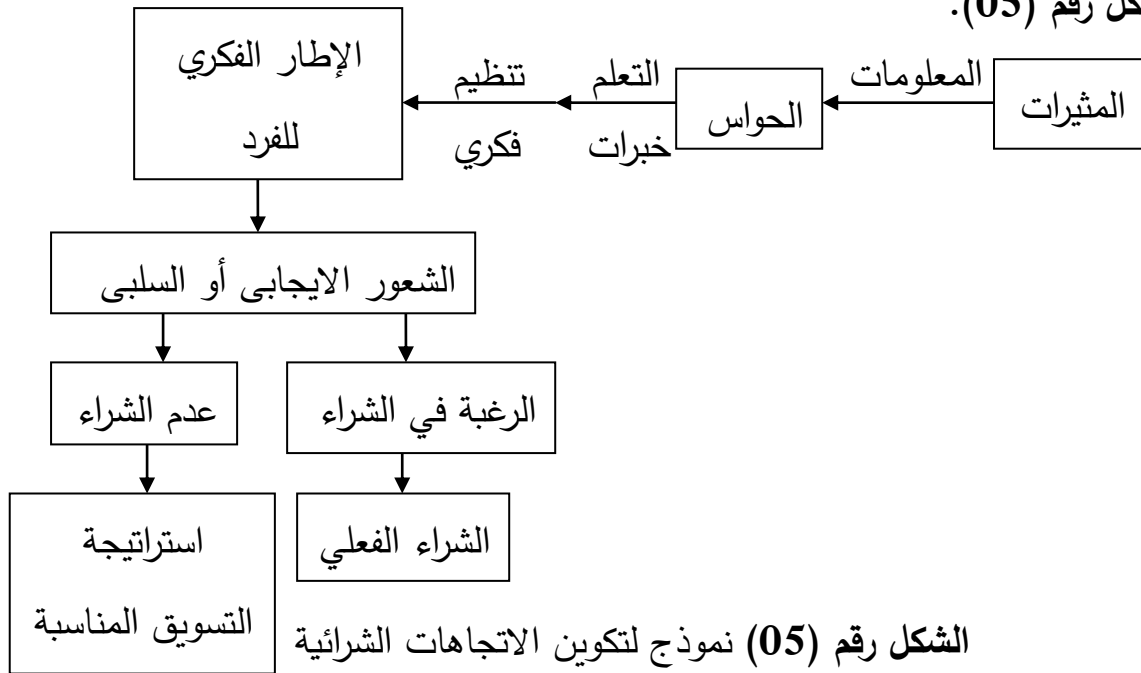 كل رقم (05).
المثيرات
المعلومات
الحواس
التعلم
خبرات
تنظيم
فكري
الإطار الفكري
للفرد
الشعور الايجابى أو السلبى
الرغبة في الشراء
عدم الشراء
الشراء الفعلي
استراتيجة
التسويق المناسبة
الشكل رقم (05) نموذج لتكوين الاتجاهات الشرائية